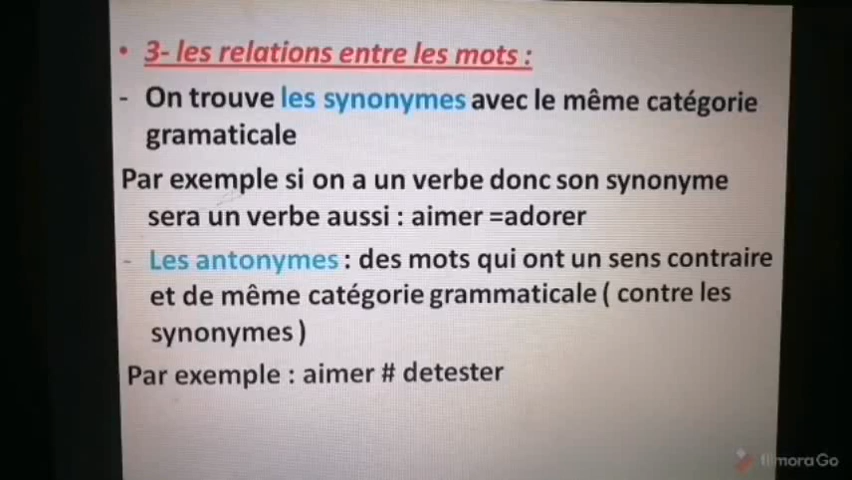 • 3- les relations entre les mots :
- On trouve les synonymes avec le même catégorie
gramaticale
Par exemple si on a un verbe donc son synonyme
sera un verbe aussi : aimer =adorer
- Les antonymes : des mots qui ont un sens contraire
et de même catégorie grammaticale ( contre les
synonymes )
Par exemple : aimer # detester
filmoraGo